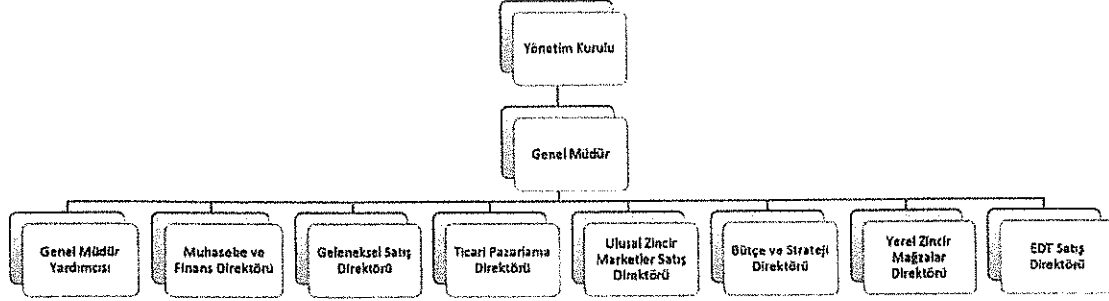 Yönetim Kurulu
Genel Müdür
Genel Müdür
Yardımcısı
Muhasebe ve
Finans Direktörü
Geleneksel Satış
Direktörü
Ticari Pazarlama
Direktörü
Ulusal Zincir
Marketler Satış
Direktörü
Bütçe ve Strateji
Direktörü
Yerel Zincir
Mağzalar
Direktörü
EDT Satış
Direktörü